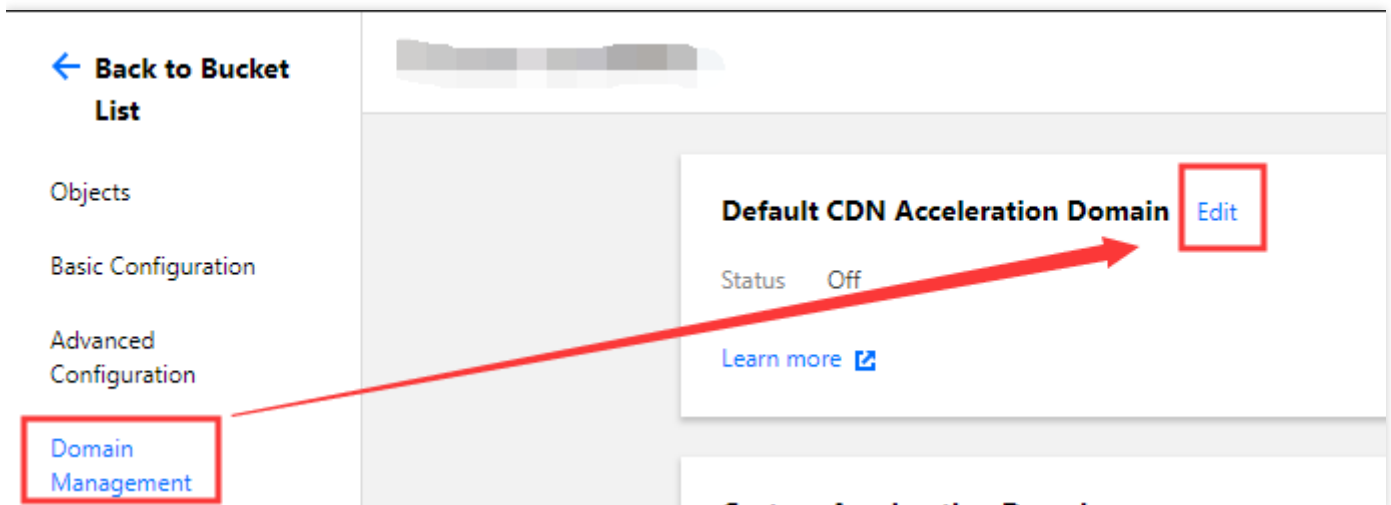 Back to Bucket
List
Objects
Basic Configuration
Advanced
Configuration
Domain
Management
Default CDN Acceleration Domain Edit
Status Off
Learn more